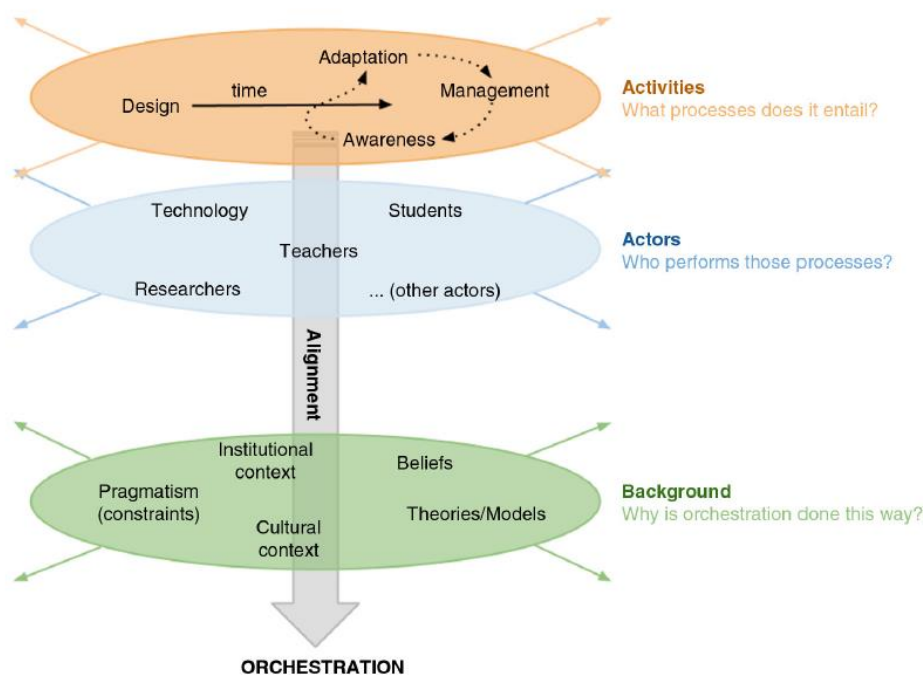 Adaptation
Management
time
Design
Awareness
Activities
What processes does it entail?
Technology
Students
Teachers
Researchers
... (other actors)
Actors
Who performs those processes?
Alignment
Institutional
context
Beliefs
Pragmatism
(constraints)
Theories/Models
Cultural
context
Background
Why is orchestration done this way?
ORCHESTRATION